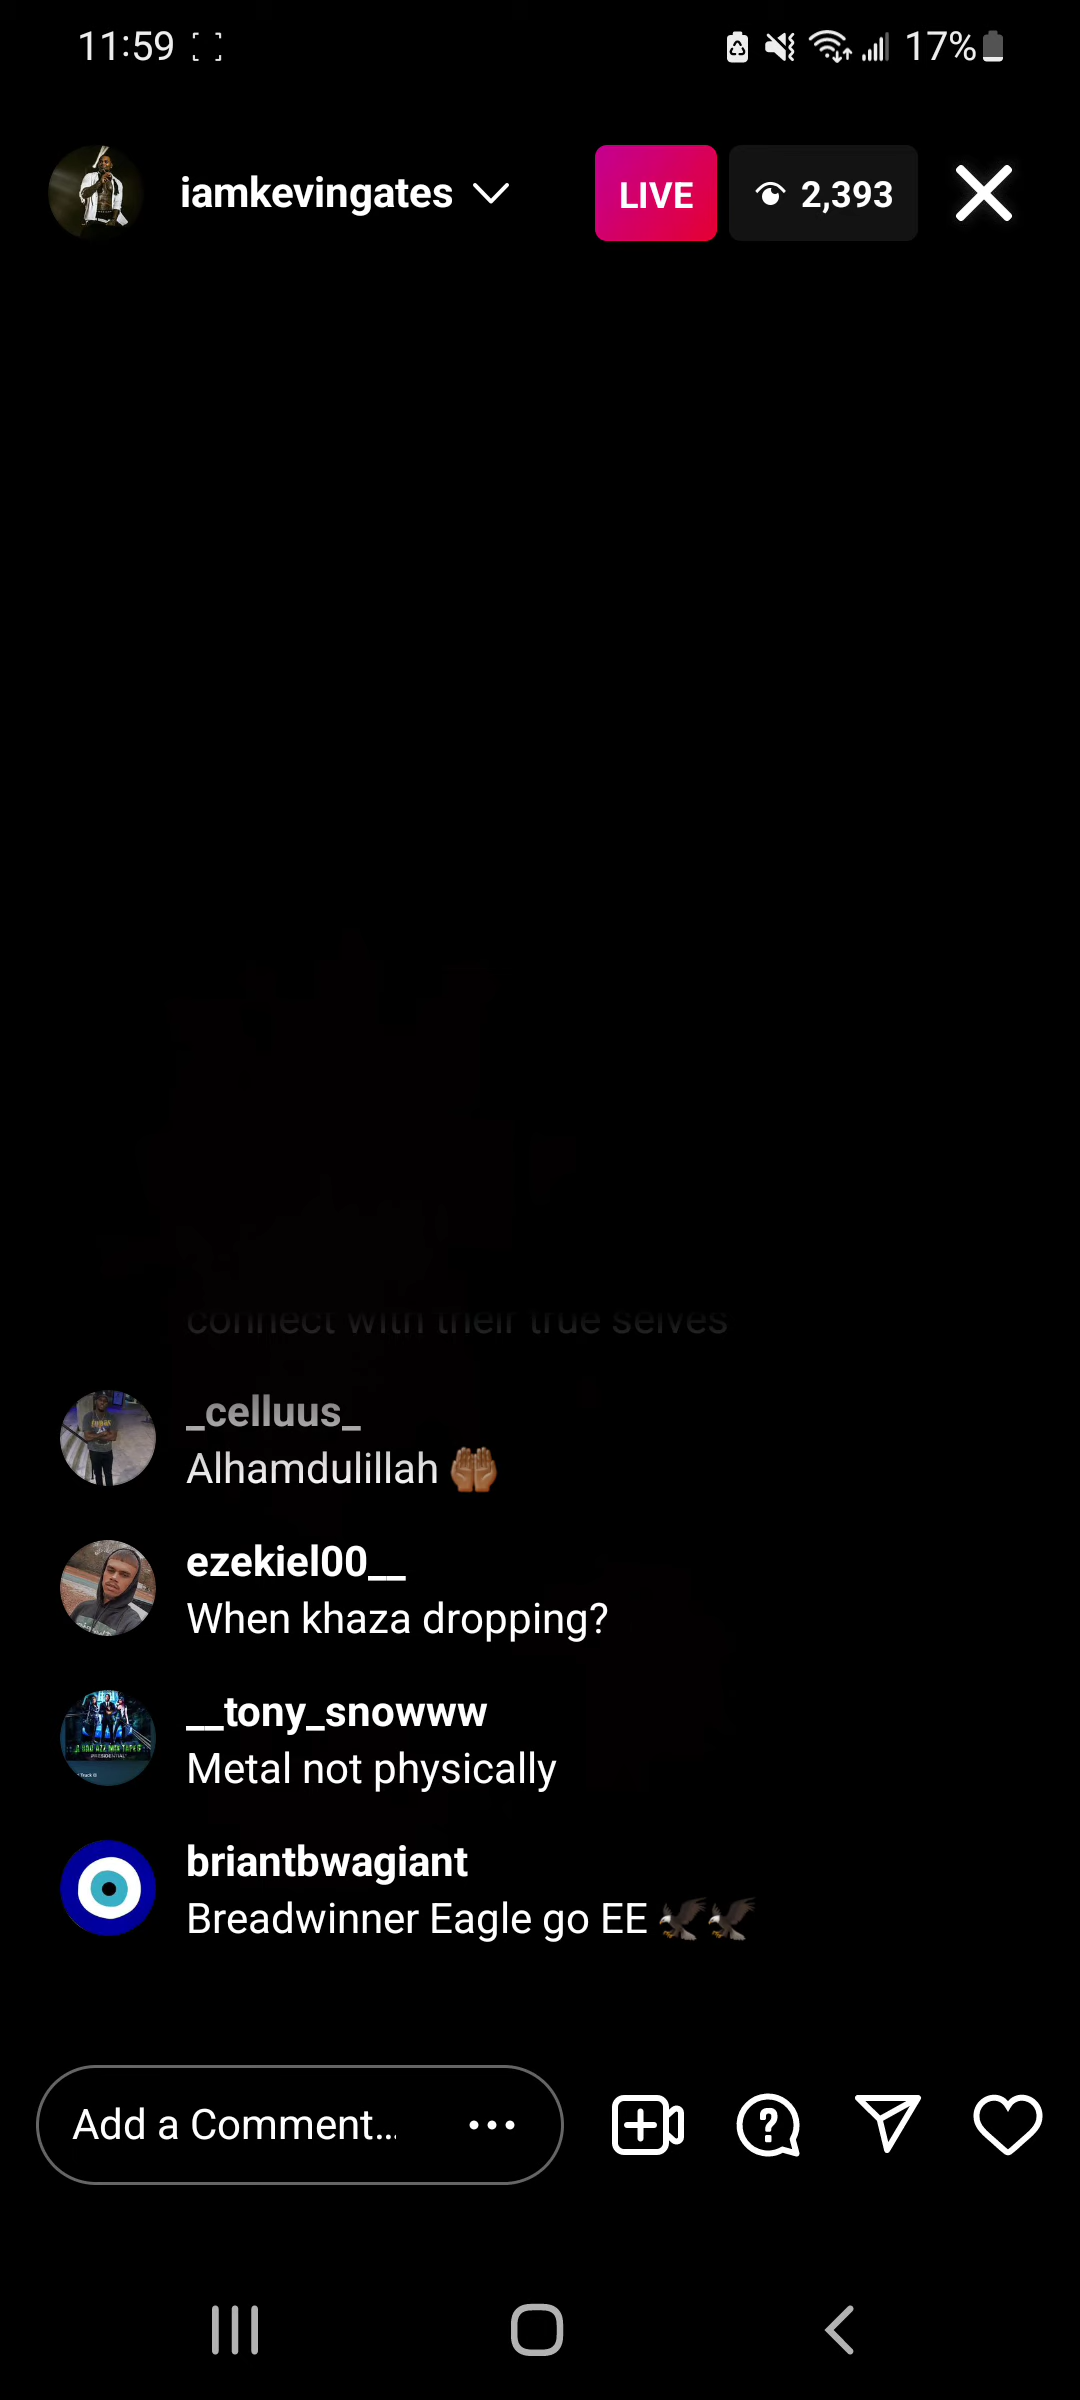 11:59
17%
iamkevingates
LIVE
2,393
connect with their true selves
_celluus_
Alhamdulillah 🤲🏽
ezekiel00__
When khaza dropping?
__tony_snowww
Metal not physically
briantbwagiant
Breadwinner Eagle go EE 🦅🦅
Add a Comment...